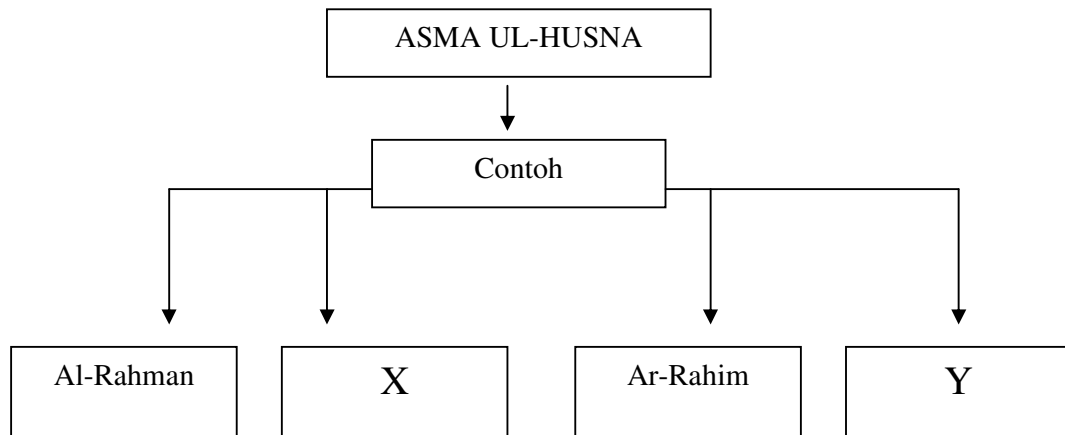 ASMA UL-HUSNA
Contoh
Al-Rahman
X
Ar-Rahim
Y